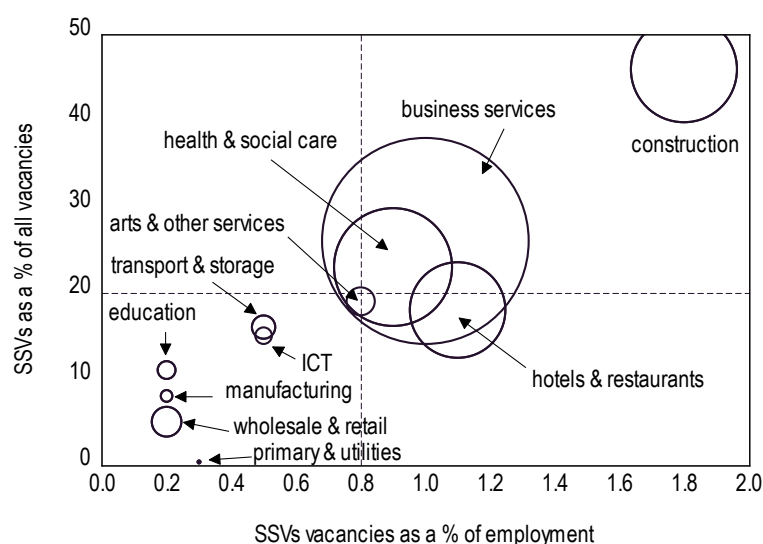 50
40
30
20
10
0
SSVs as a % of all vacancies
business services
construction
health & social care
arts & other services
transport & storage
education
ICT
hotels & restaurants
manufacturing
wholesale & retail
primary & utilities
0.0 0.2 0.4 0.6 0.8 1.0 1.2 1.4 1.6 1.8 2.0
SSVs vacancies as a % of employment